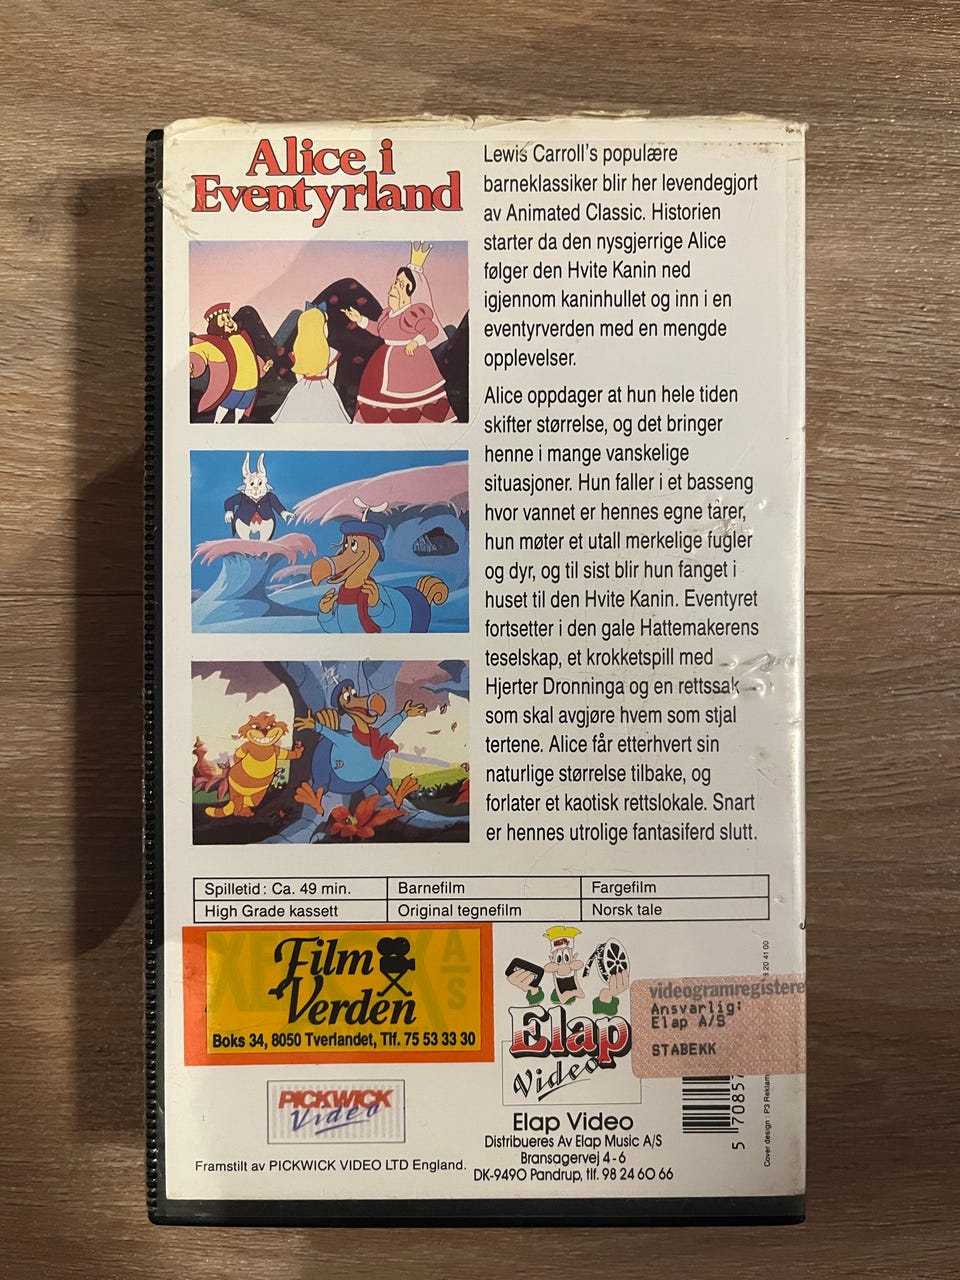 Alice i
Eventyrland
Lewis Carroll's populære
barneklassiker blir her levendegjort
av Animated Classic. Historien
starter da den nysgjerrige Alice
følger den Hvite Kanin ned
igjennom kaninhullet og inn i en
eventyrverden med en mengde
opplevelser.
Alice oppdager at hun hele tiden
skifter størrelse, og det bringer
henne i mange vanskelige
situasjoner. Hun faller i et basseng
hvor vannet er hennes egne tårer,
hun møter et utall merkelige fugler
og dyr, og til sist blir hun fanget i
huset til den Hvite Kanin. Eventyret
fortsetter i den gale Hattemakerens
teselskap, et krokketspill med
Hjerter Dronninga og en rettssak
som skal avgjøre hvem som stjal
tertene. Alice får etterhvert sin
naturlige størrelse tilbake, og
forlater et kaotisk rettslokale. Snart
er hennes utrolige fantasiferd slutt.
Spilletid: Ca. 49 min. Barnefilm Fargefilm
High Grade kassett Original tegnefilm Norsk tale
Film
Verden
A/S
Boks 34, 8050 Tverlandet, Tlf. 75 53 33 30
PICKWICK
Video
Framstilt av PICKWICK VIDEO LTD England.
Elap
Video
Elap Video
Distribueres Av Elap Music A/S
Bransagervej 4-6
DK-9490 Pandrup, tlf. 98 24 60 66
videogramregistere
Ansvarlig:
Elap A/S
STABEKK
5 70857
20 41 00
Cover design: P3 Reklam